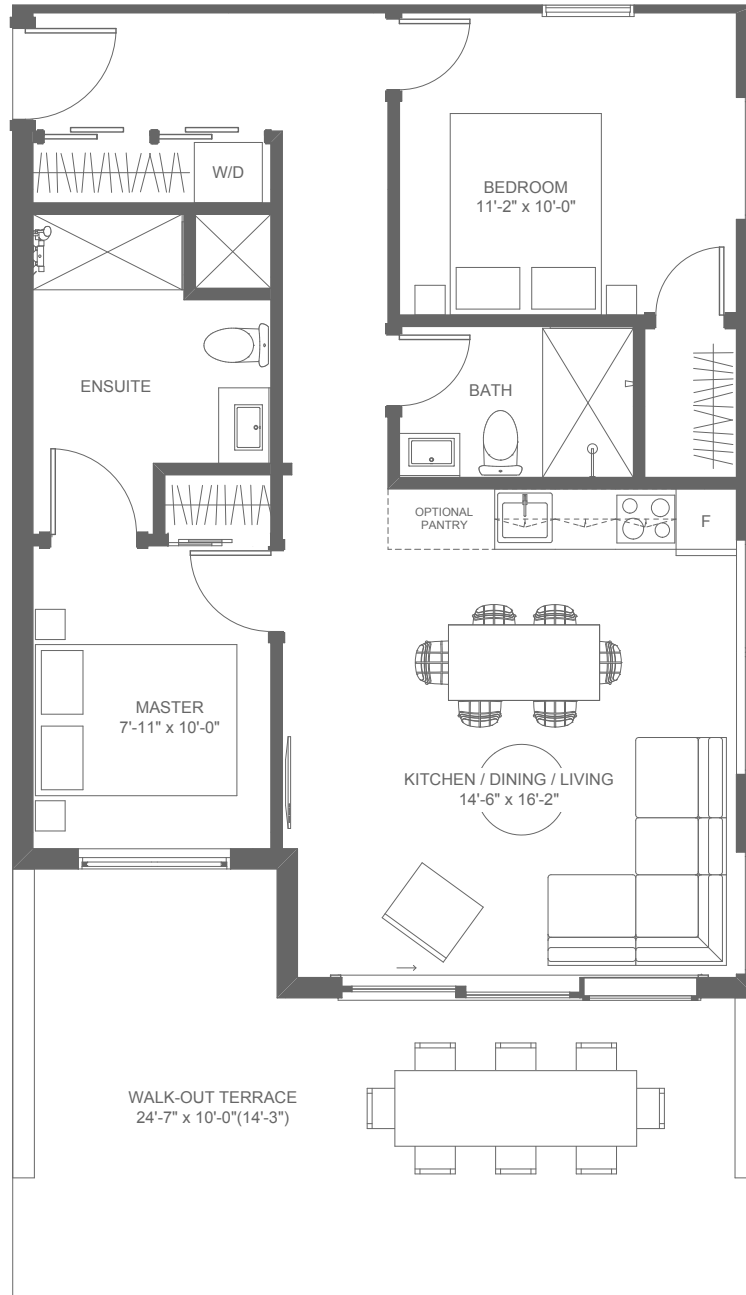 W/D
BEDROOM
11'-2" x 10'-0"
ENSUITE
BATH
OPTIONAL
PANTRY
F
MASTER
7'-11" x 10'-0"
KITCHEN / DINING / LIVING
14'-6" x 16'-2"
WALK-OUT TERRACE
24'-7" x 10'-0"(14'-3")